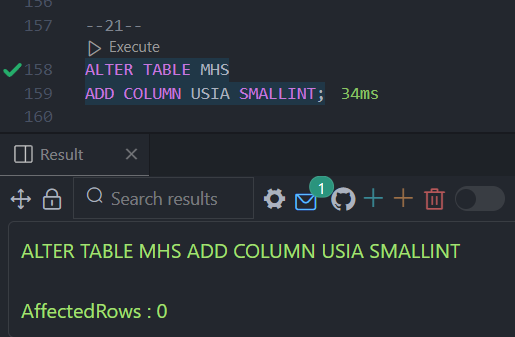 156
157 --21--
Execute
158 ALTER TABLE MHS
159 ADD COLUMN USIA SMALLINT; 34ms
160
Result
Search results
1
ALTER TABLE MHS ADD COLUMN USIA SMALLINT
AffectedRows : 0